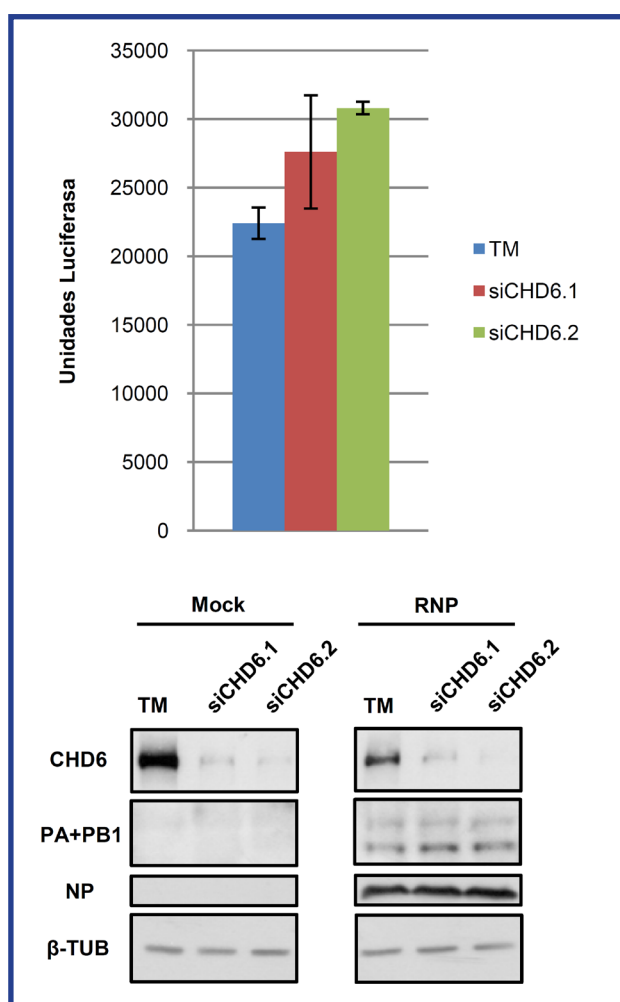 35000
30000
25000
20000
15000
10000
5000
0
Unidades Luciferasa
TM
siCHD6.1
siCHD6.2
Mock
RNP
TM
siCHD6.1
siCHD6.2
TM
siCHD6.1
siCHD6.2
CHD6
PA+PB1
NP
β-TUB